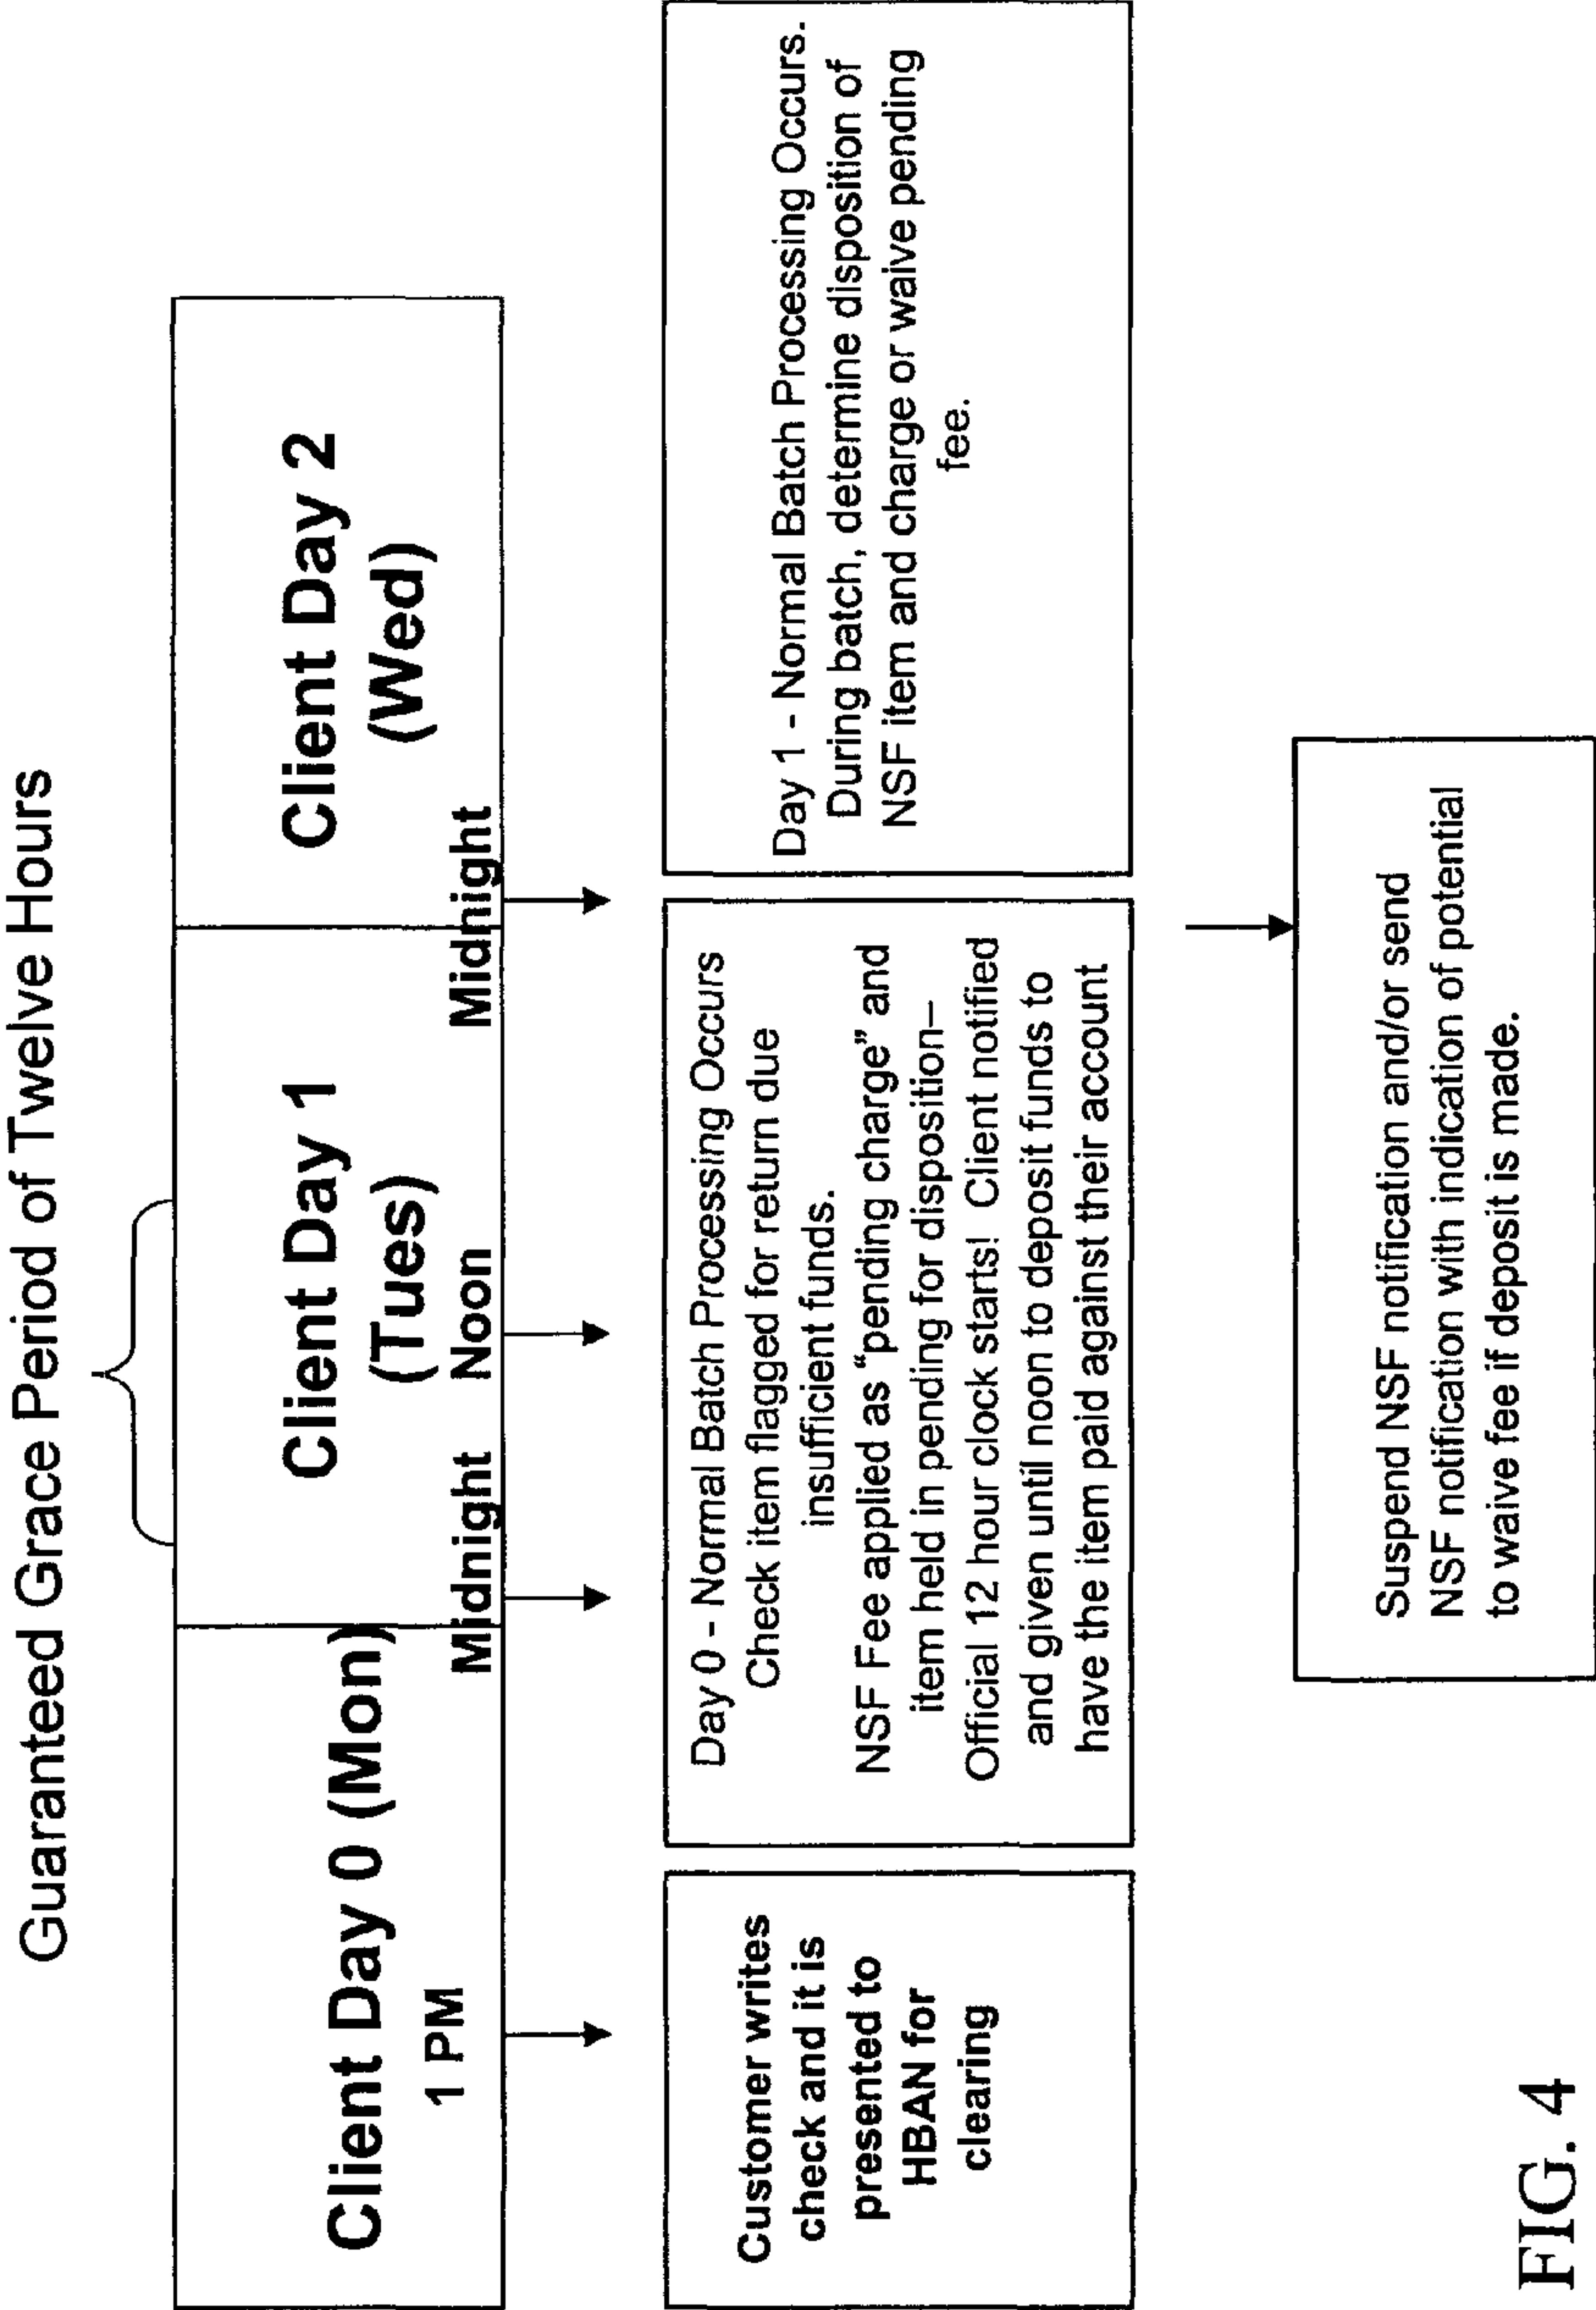 Guaranteed Grace Period of Twelve Hours
Client Day 0 (Mon)
1 PM
Client Day 1
(Tues)
Midnight Noon
Client Day 2
(Wed)
Midnight
Customer writes
check and it is
presented to
HBAN for
clearing
Day 0 - Normal Batch Processing Occurs
Check item flagged for return due
insufficient funds.
NSF Fee applied as “pending charge” and
item held in pending for disposition–
Official 12 hour clock starts! Client notified
and given until noon to deposit funds to
have the item paid against their account
Day 1 - Normal Batch Processing Occurs.
During batch, determine disposition of
NSF item and charge or waive pending
fee.
Suspend NSF notification and/or send
NSF notification with indication of potential
to waive fee if deposit is made.
FIG. 4